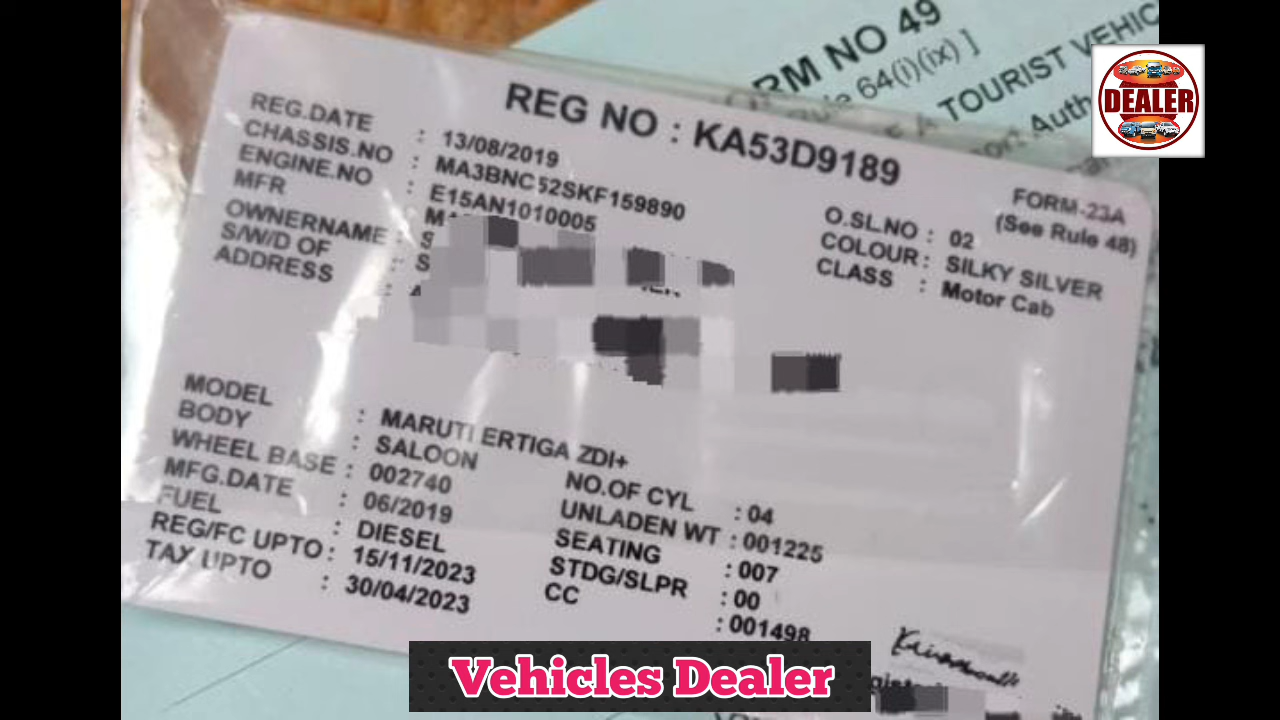 FORM NO 49
64(i)(ix) ]
A TOURIST VEHIC
Auth
DEALER
REG NO : KA53D9189
FORM-23A
(See Rule 48)
REG.DATE : 13/08/2019
CHASSIS.NO : MA3BNC52SKF159890
ENGINE.NO : E15AN1010005
MFR : M
OWNERNAME : S
S/W/D OF : S
ADDRESS :
O.SL.NO : 02
COLOUR : SILKY SILVER
CLASS : Motor Cab
MODEL : MARUTI ERTIGA ZDI+
BODY : SALOON
WHEEL BASE : 002740
MFG.DATE : 06/2019
FUEL : DIESEL
REG/FC UPTO : 15/11/2023
TAX UPTO : 30/04/2023
NO.OF CYL : 04
UNLADEN WT : 001225
SEATING : 007
STDG/SLPR : 00
CC : 001498
Vehicles Dealer